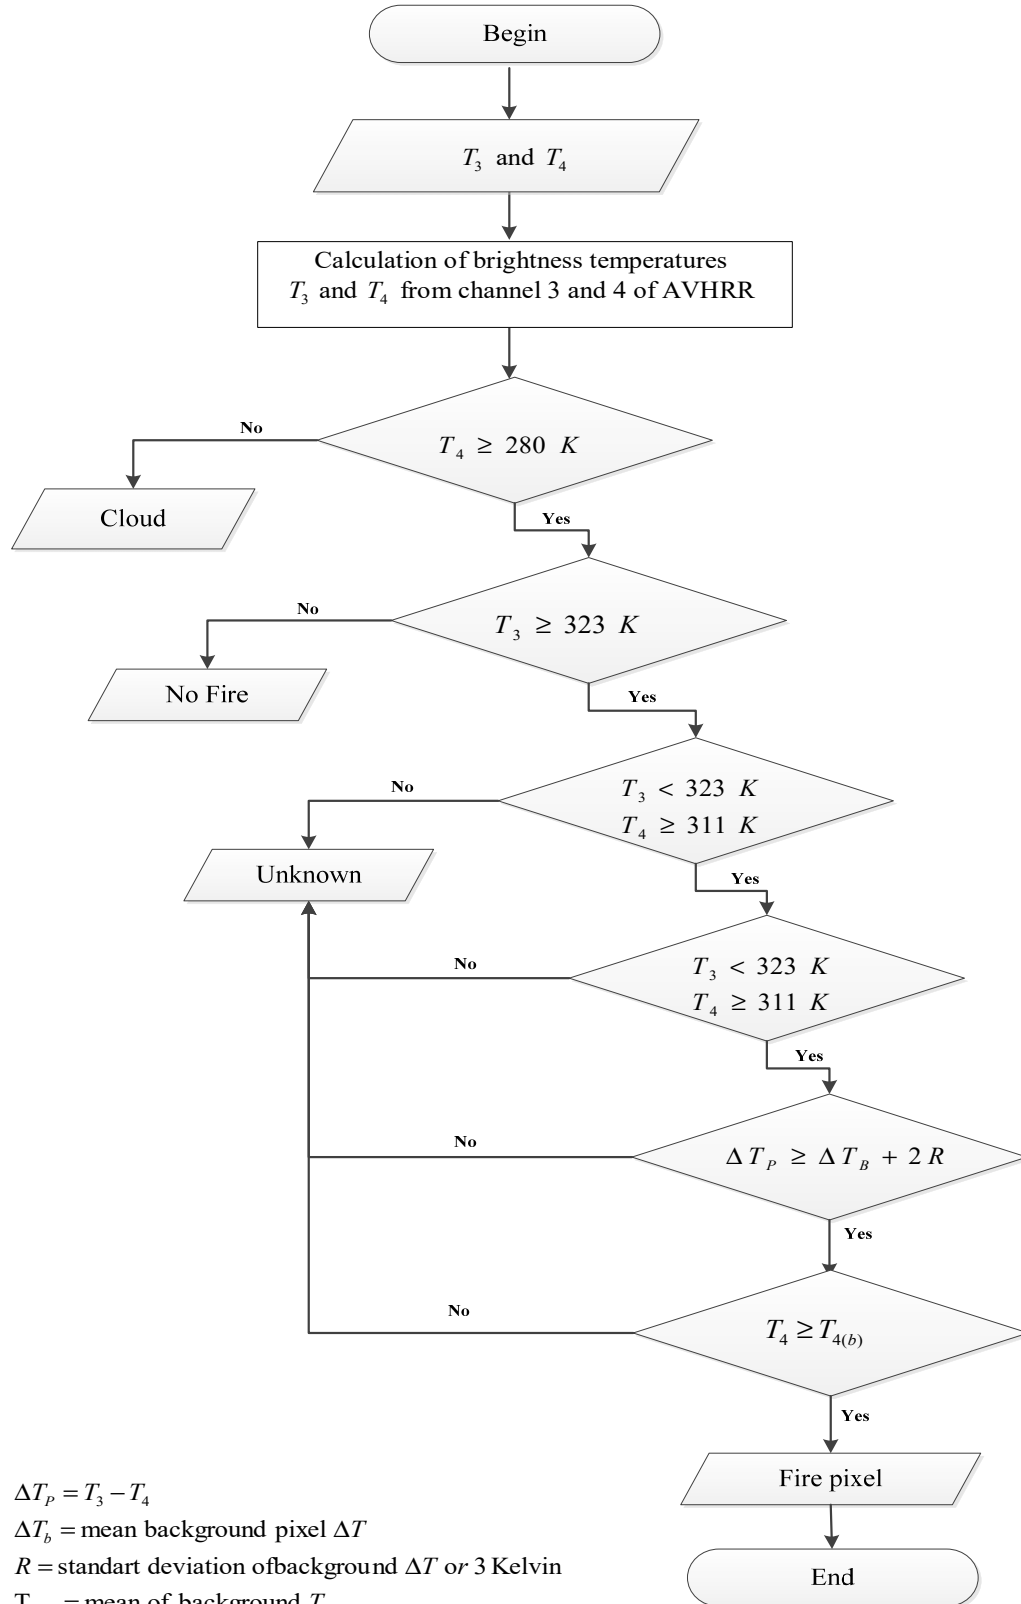 Begin
T3 and T4
Calculation of brightness temperatures
T3 and T4 from channel 3 and 4 of AVHRR
T4 ≥ 280 K
No
Cloud
Yes
T3 ≥ 323 K
No
No Fire
Yes
T3 < 323 K
T4 ≥ 311 K
No
Unknown
Yes
T3 < 323 K
T4 ≥ 311 K
No
Yes
ΔTP ≥ ΔTB + 2 R
No
Yes
T4 ≥ T4(b)
No
Yes
Fire pixel
End
ΔTP = T3 − T4
ΔTb = mean background pixel ΔT
R = standart deviation ofbackground ΔT or 3 Kelvin
T = mean of background T